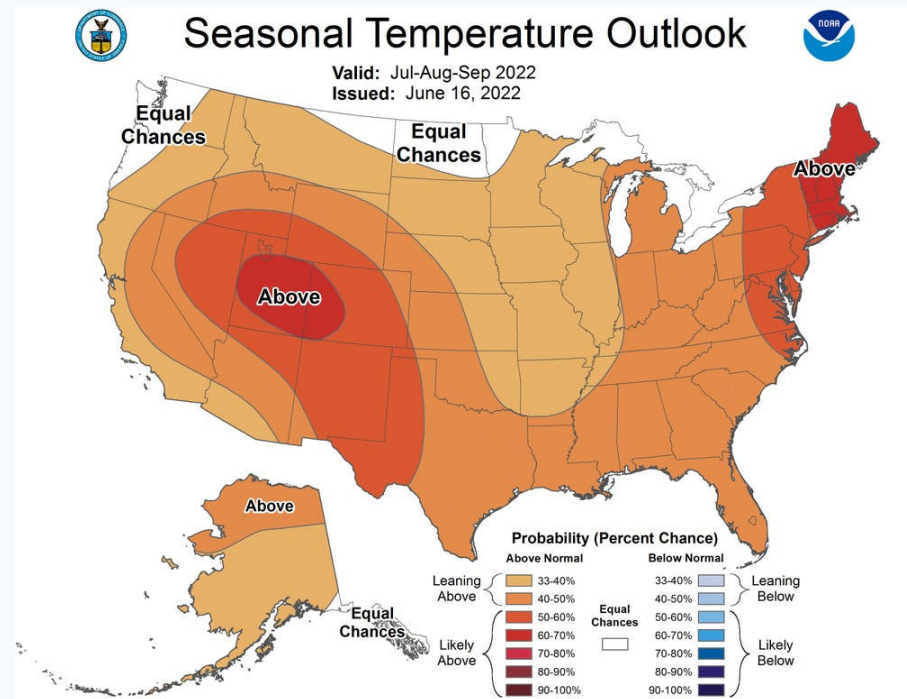 Seasonal Temperature Outlook
NOAA
Valid: Jul-Aug-Sep 2022
Issued: June 16, 2022
Equal
Chances
Equal
Chances
Above
Above
Above
Equal
Chances
Probability (Percent Chance)
Above Normal
Below Normal
Leaning
Above
33-40%
40-50%
Likely
Above
50-60%
60-70%
70-80%
80-90%
90-100%
Equal
Chances
33-40%
40-50%
Leaning
Below
50-60%
60-70%
70-80%
80-90%
90-100%
Likely
Below